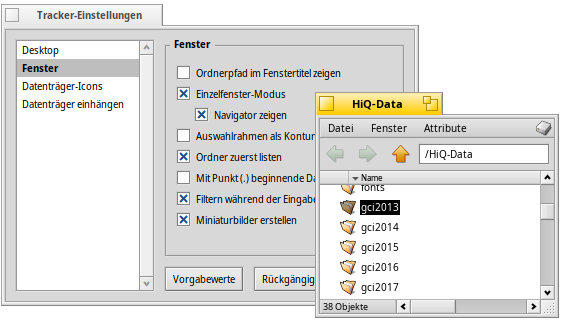 Tracker-Einstellungen
Desktop
Fenster
Datenträger-Icons
Datenträger einhängen
Fenster
Ordnerpfad im Fenstertitel zeigen
Einzelfenster-Modus
Navigator zeigen
Auswahlrahmen als Kontur
Ordner zuerst listen
Mit Punkt (.) beginnende Da
Filtern während der Eingabe
Miniaturbilder erstellen
Vorgabewerte
Rückgängig
HiQ-Data
Datei Fenster Attribute
/HiQ-Data
Name
fonts
gci2013
gci2014
gci2015
gci2016
gci2017
38 Objekte